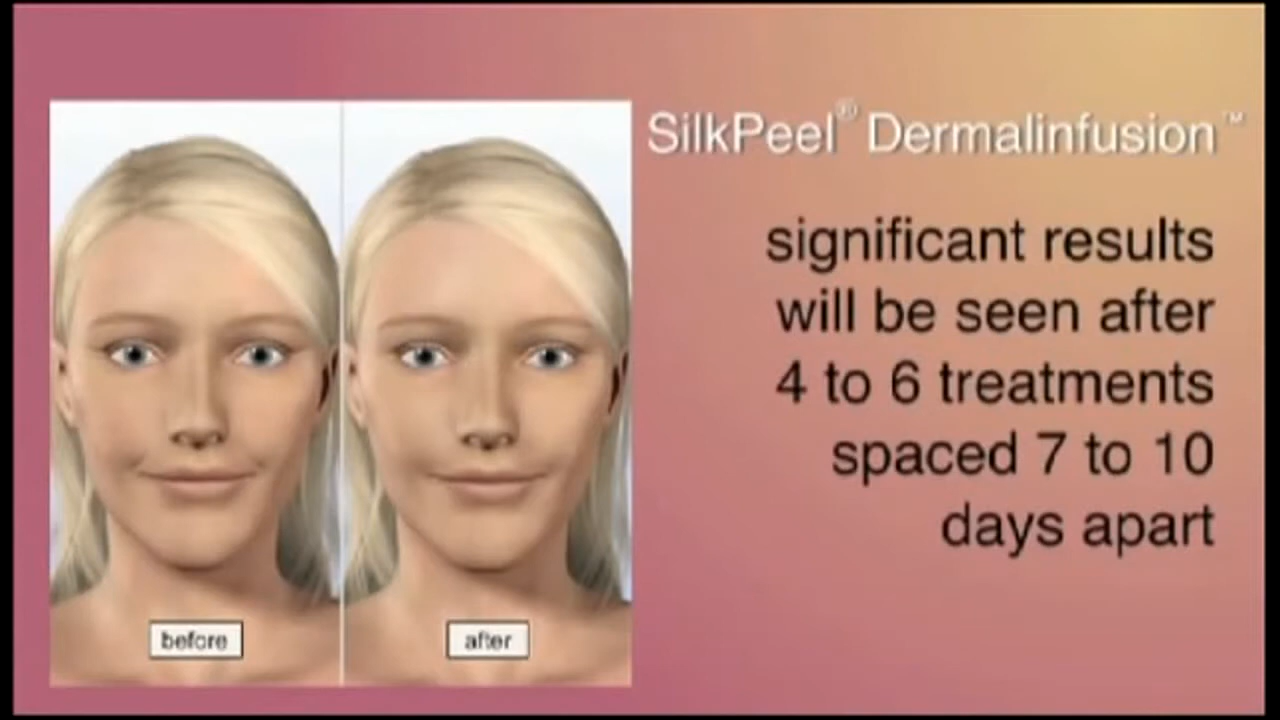 SilkPeel® Dermalinfusion™
significant results
will be seen after
4 to 6 treatments
spaced 7 to 10
days apart
before
after